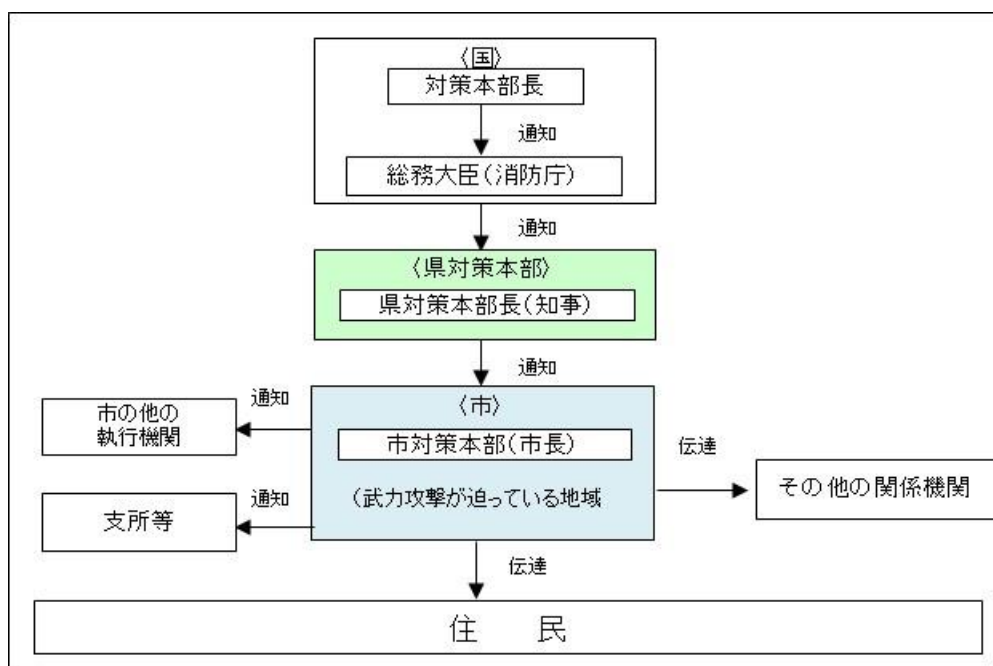 〈国〉
対策本部長
通知
総務大臣(消防庁)
通知
〈県対策本部〉
県対策本部長(知事)
通知
〈市〉
市対策本部(市長)
(武力攻撃が迫っている地域
通知
市の他の
執行機関
通知
支所等
伝達
その他の関係機関
伝達
住　民